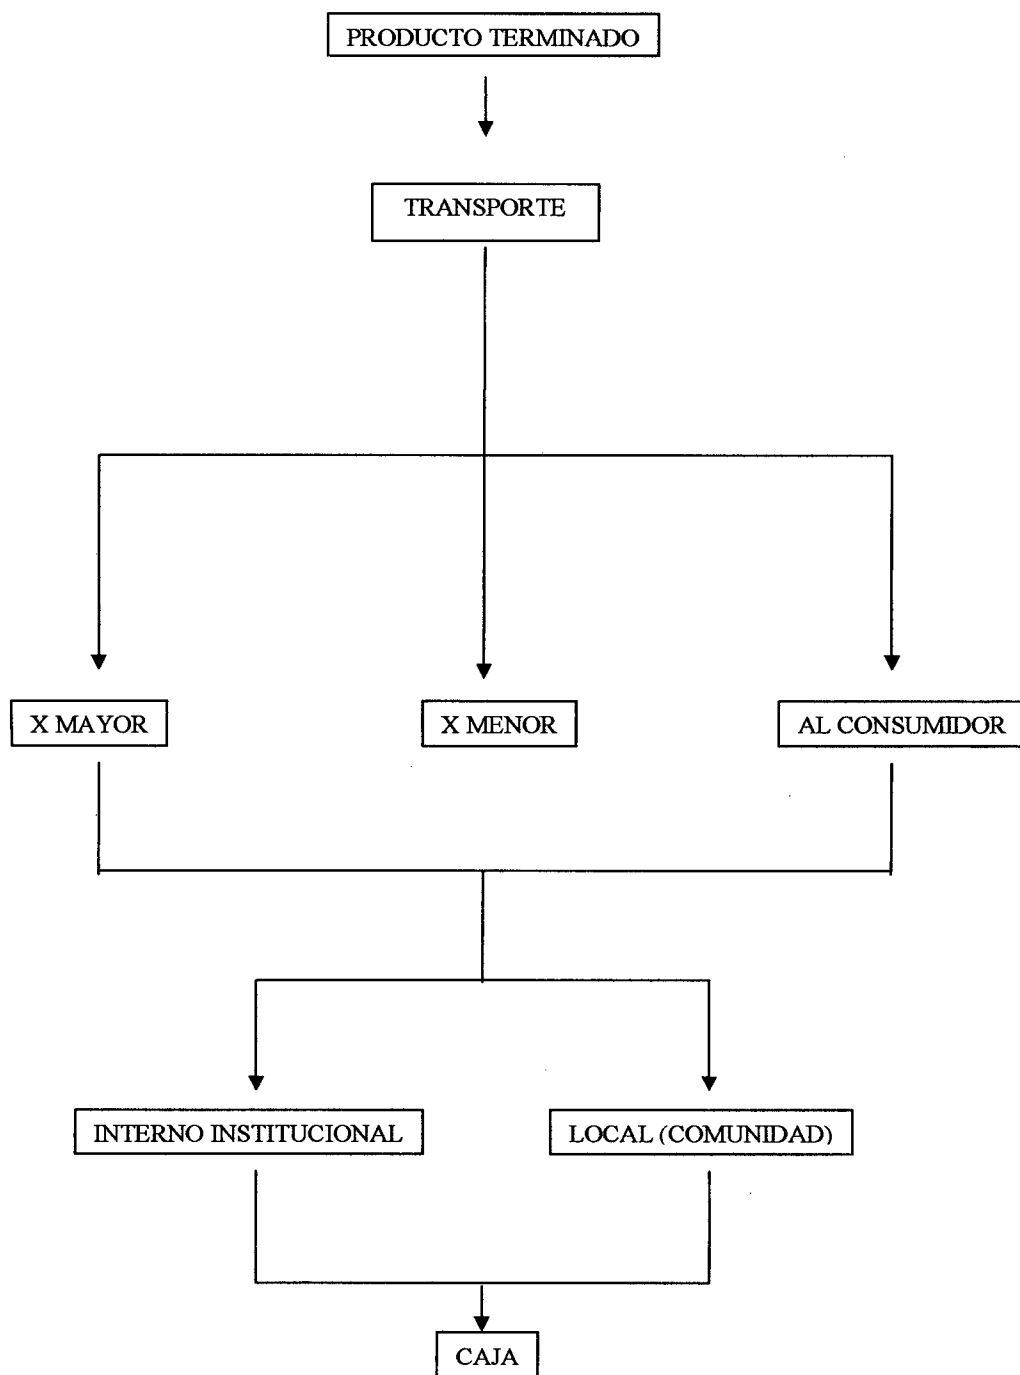 PRODUCTO TERMINADO
TRANSPORTE
X MAYOR
X MENOR
AL CONSUMIDOR
INTERNO INSTITUCIONAL
LOCAL (COMUNIDAD)
CAJA